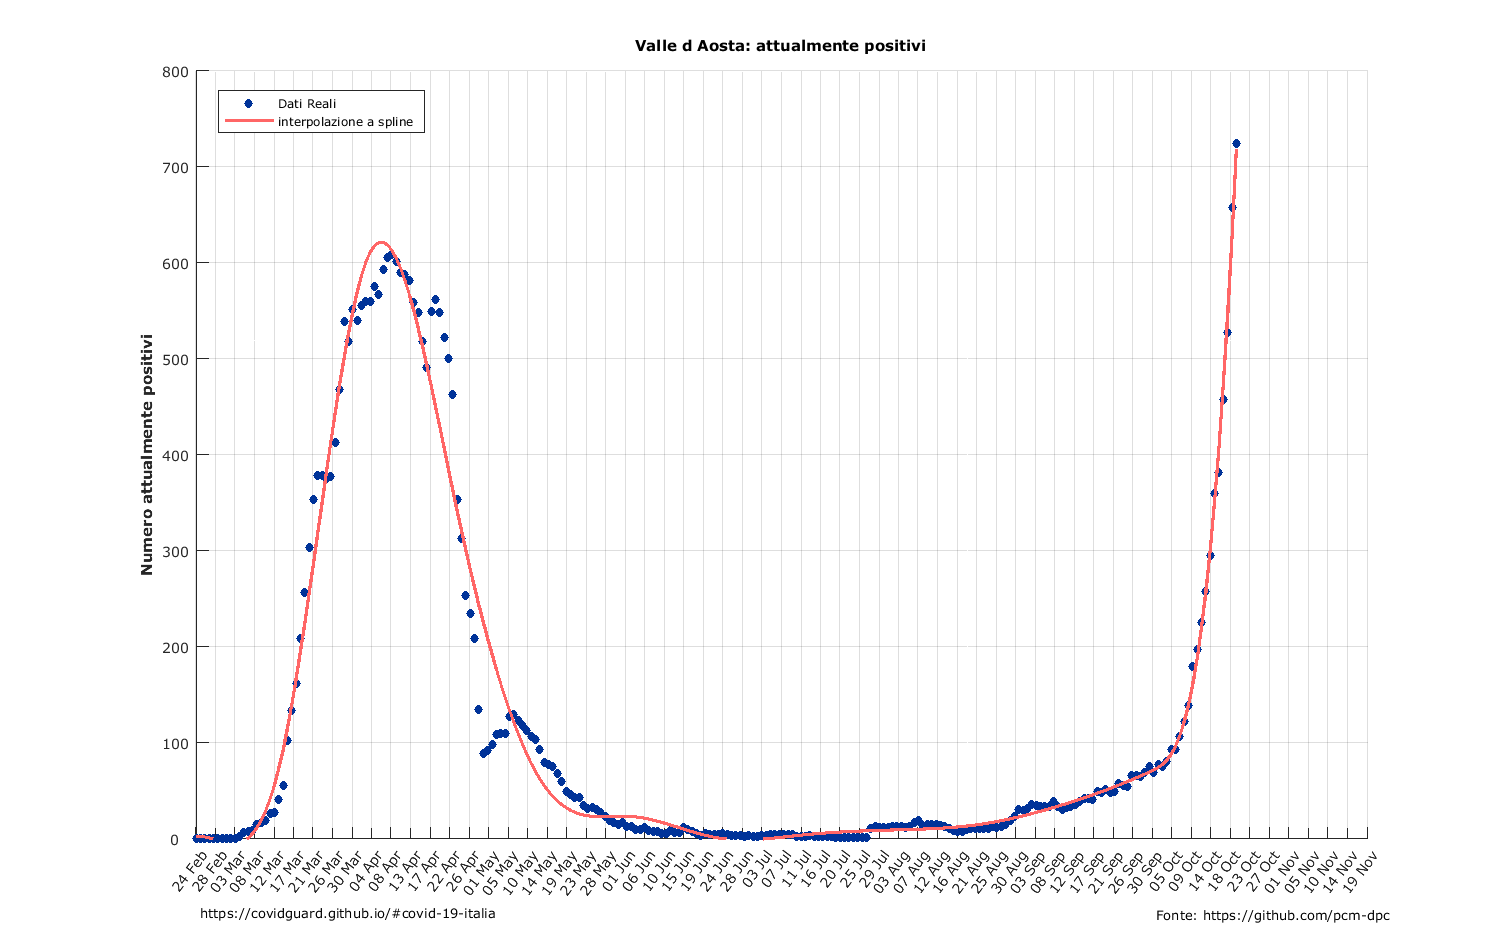 Valle d Aosta: attualmente positivi
800
700
600
500
400
300
200
100
0
Numero attualmente positivi
Dati Reali
interpolazione a spline
24 Feb
28 Feb
03 Mar
08 Mar
12 Mar
17 Mar
21 Mar
26 Mar
30 Mar
04 Apr
08 Apr
13 Apr
17 Apr
22 Apr
26 Apr
01 May
05 May
10 May
14 May
19 May
23 May
28 May
01 Jun
06 Jun
10 Jun
15 Jun
19 Jun
24 Jun
28 Jun
03 Jul
07 Jul
11 Jul
16 Jul
20 Jul
25 Jul
29 Jul
03 Aug
07 Aug
12 Aug
16 Aug
21 Aug
25 Aug
30 Aug
03 Sep
08 Sep
12 Sep
17 Sep
21 Sep
26 Sep
30 Sep
05 Oct
09 Oct
14 Oct
18 Oct
23 Oct
27 Oct
01 Nov
05 Nov
10 Nov
14 Nov
19 Nov
https://covidguard.github.io/#covid-19-italia
Fonte: https://github.com/pcm-dpc